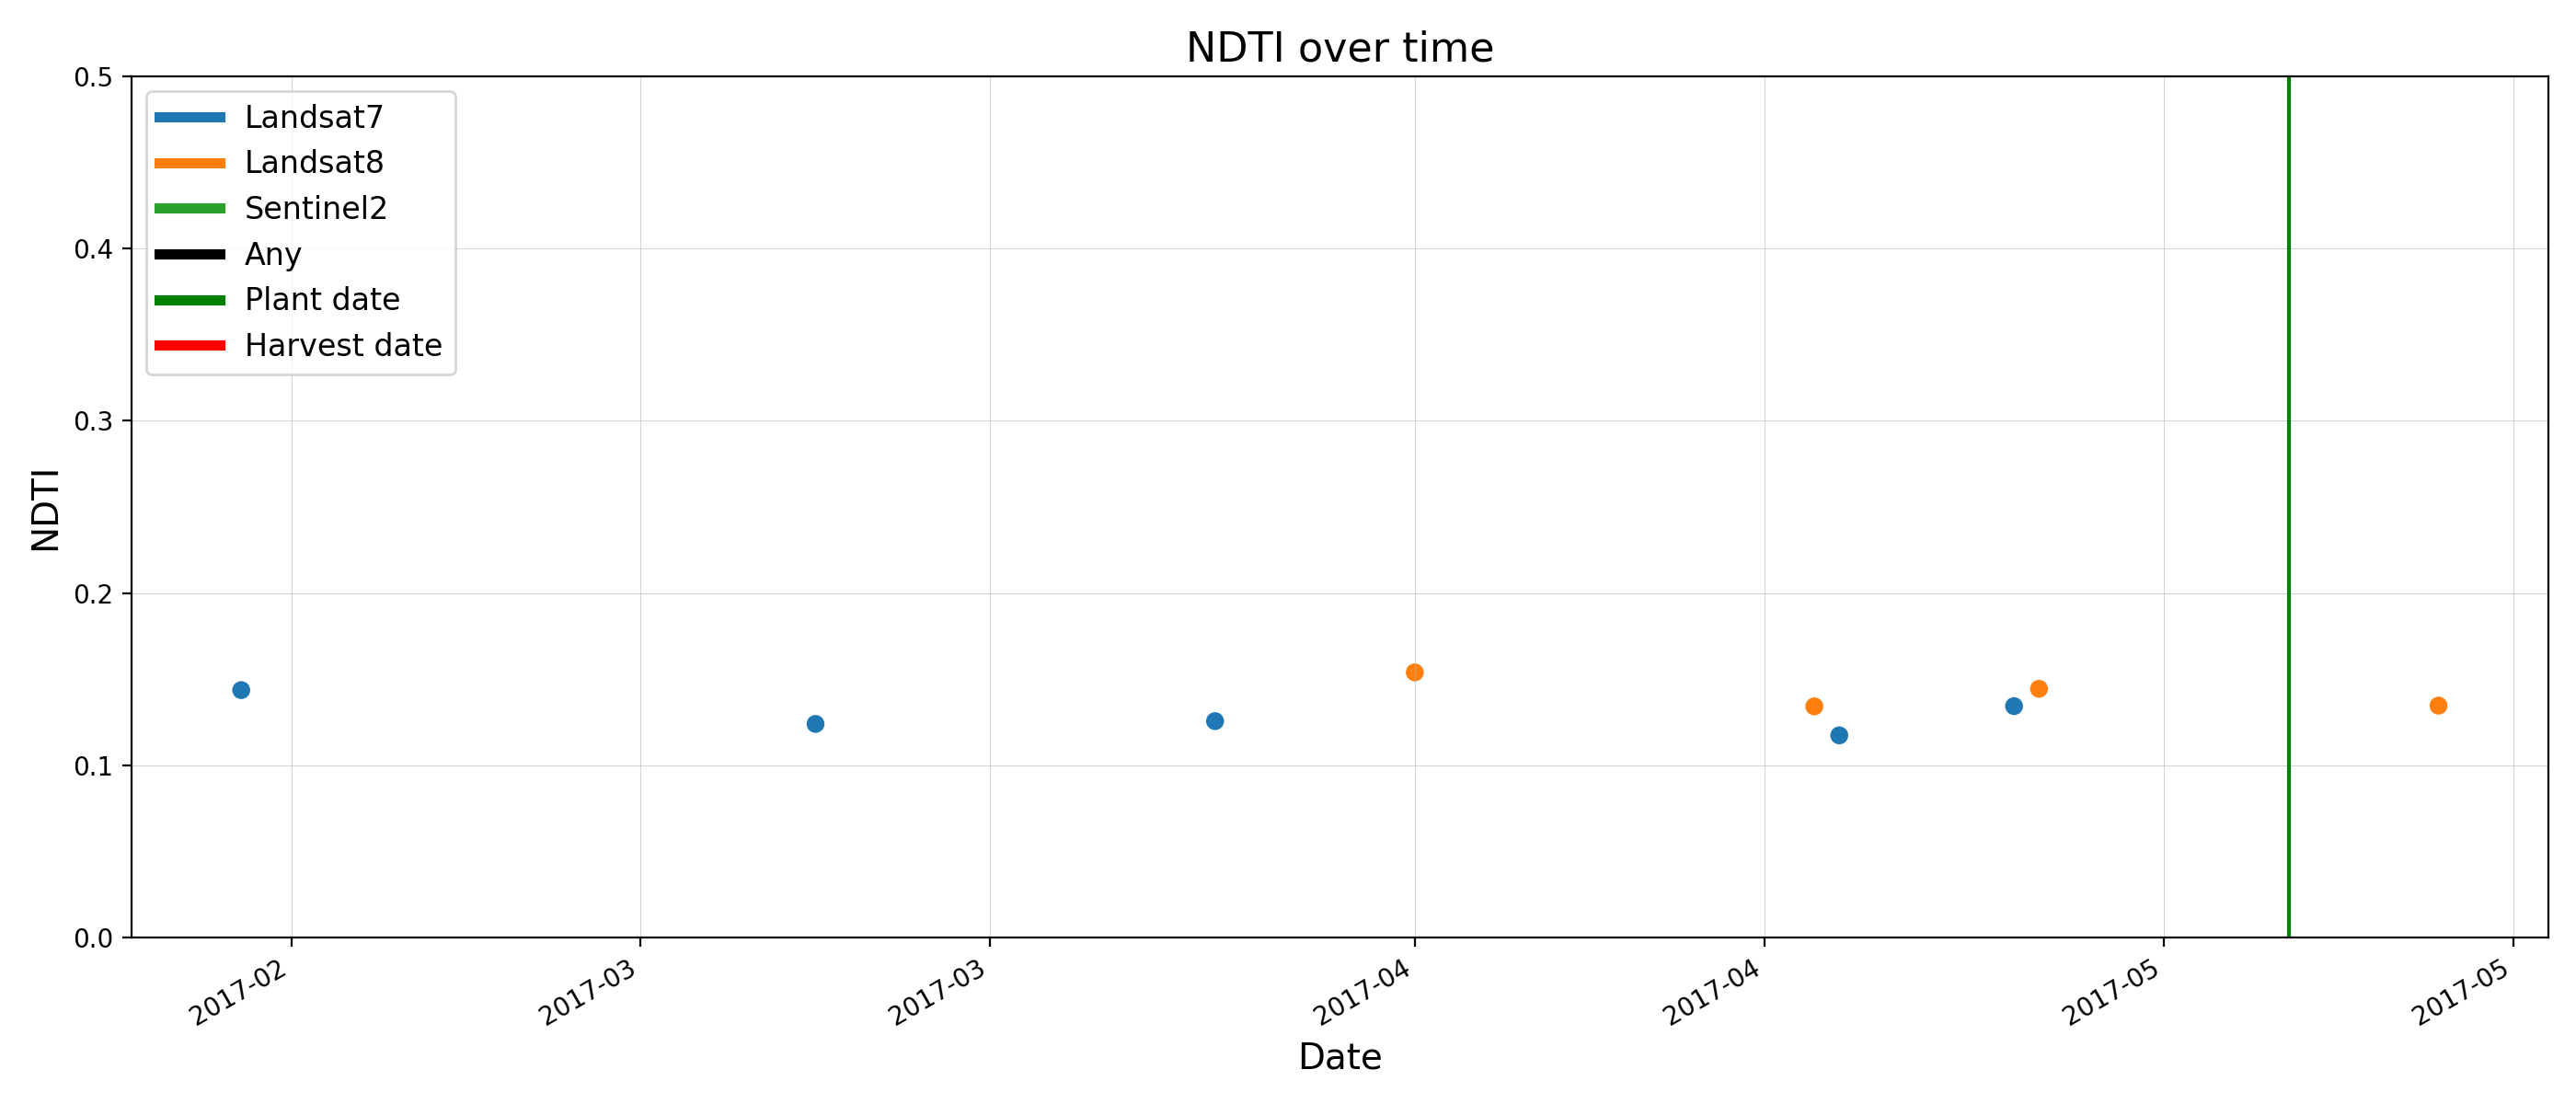 NDTI over time
0.5
0.4
0.3
0.2
0.1
0.0
NDTI
Landsat7
Landsat8
Sentinel2
Any
Plant date
Harvest date
2017-02
2017-03
2017-03
2017-04
2017-04
2017-05
2017-05
Date